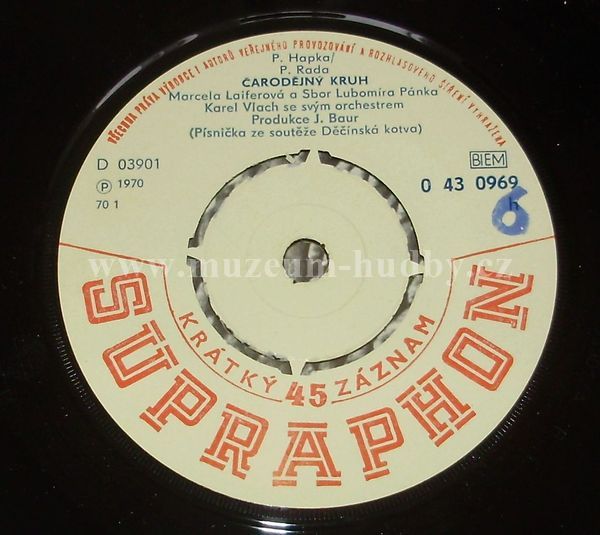 VŠECHNA PRÁVA VÝROBCE I AUTORŮ VEŘEJNÉHO PROVOZOVÁNÍ A ROZHLASOVÉHO ŠÍŘENÍ VYHRAZENA
P. Hapka/
P. Rada
ČARODĚJNÝ KRUH
Marcela Laiferová a Sbor Lubomíra Pánka
Karel Vlach se svým orchestrem
Produkce J. Baur
(Písnička ze soutěže Děčínská kotva)
D 03901
BIEM
Ⓟ 1970
0 43 0969
70 1
h
6
www.muzeum-hudby.cz
KRÁTKÝ 45 ZÁZNAM
SUPRAPHON